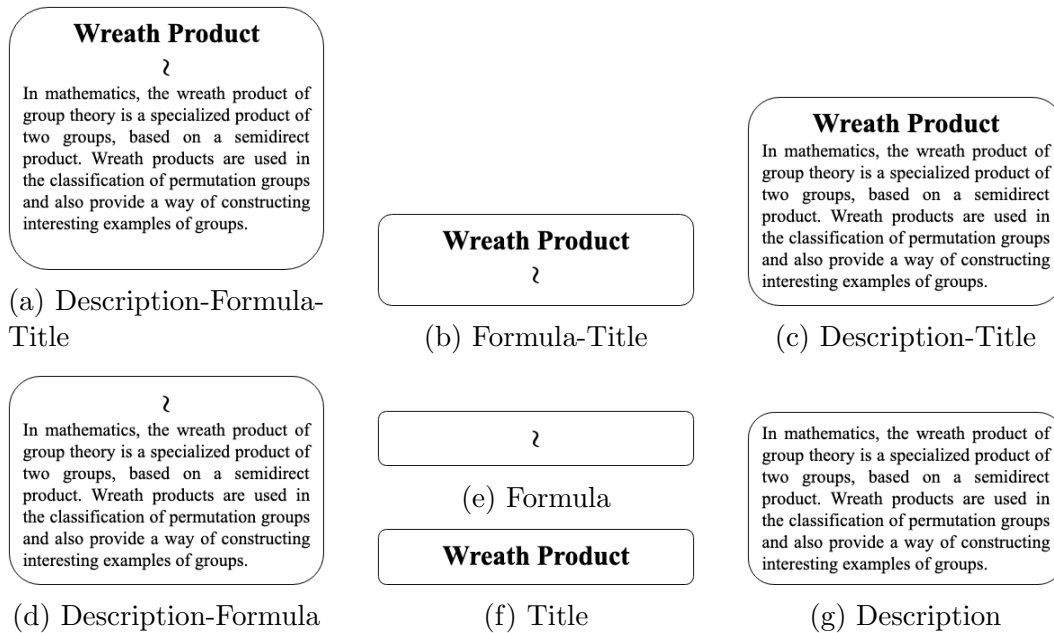 Wreath Product
≀
In mathematics, the wreath product of
group theory is a specialized product of
two groups, based on a semidirect
product. Wreath products are used in
the classification of permutation groups
and also provide a way of constructing
interesting examples of groups.
(a) Description-Formula-
Title
Wreath Product
≀
(b) Formula-Title
Wreath Product
In mathematics, the wreath product of
group theory is a specialized product of
two groups, based on a semidirect
product. Wreath products are used in
the classification of permutation groups
and also provide a way of constructing
interesting examples of groups.
(c) Description-Title
≀
In mathematics, the wreath product of
group theory is a specialized product of
two groups, based on a semidirect
product. Wreath products are used in
the classification of permutation groups
and also provide a way of constructing
interesting examples of groups.
(d) Description-Formula
≀
(e) Formula
Wreath Product
(f) Title
In mathematics, the wreath product of
group theory is a specialized product of
two groups, based on a semidirect
product. Wreath products are used in
the classification of permutation groups
and also provide a way of constructing
interesting examples of groups.
(g) Description